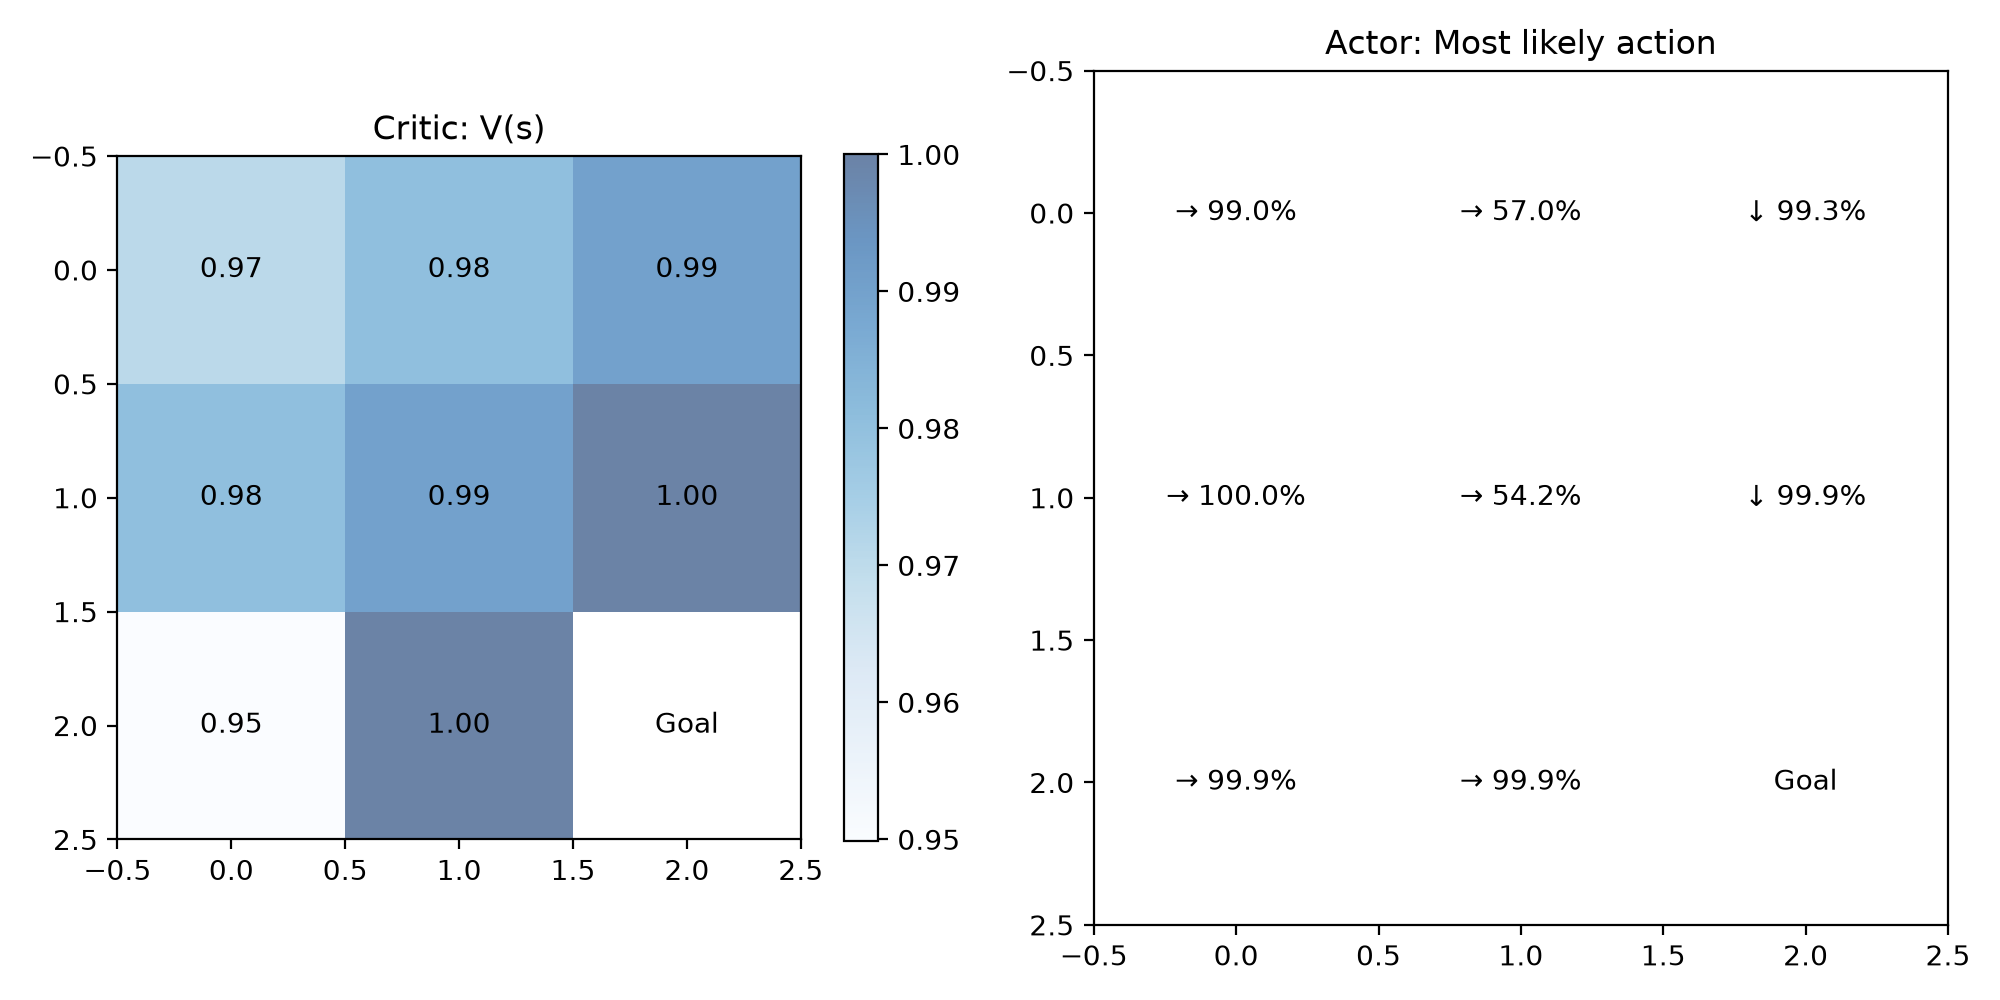 Critic: V(s)
−0.5
0.0
0.5
1.0
1.5
2.0
2.5
0.97 0.98 0.99
0.98 0.99 1.00
0.95 1.00 Goal
−0.5 0.0 0.5 1.0 1.5 2.0 2.5
1.00
0.99
0.98
0.97
0.96
0.95
Actor: Most likely action
−0.5
0.0
0.5
1.0
1.5
2.0
2.5
→ 99.0% → 57.0% ↓ 99.3%
→ 100.0% → 54.2% ↓ 99.9%
→ 99.9% → 99.9% Goal
−0.5 0.0 0.5 1.0 1.5 2.0 2.5